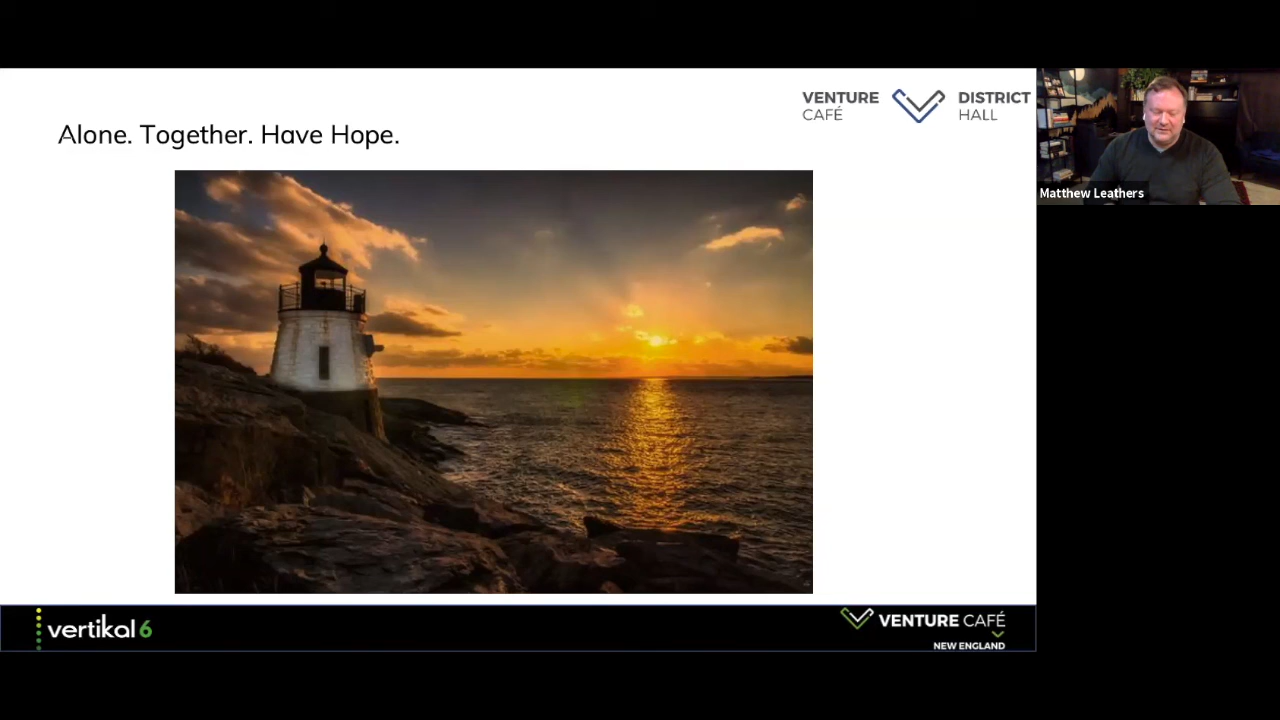 VENTURE CAFÉ
DISTRICT HALL
Alone. Together. Have Hope.
Matthew Leathers
vertikal6
VENTURE CAFÉ
NEW ENGLAND